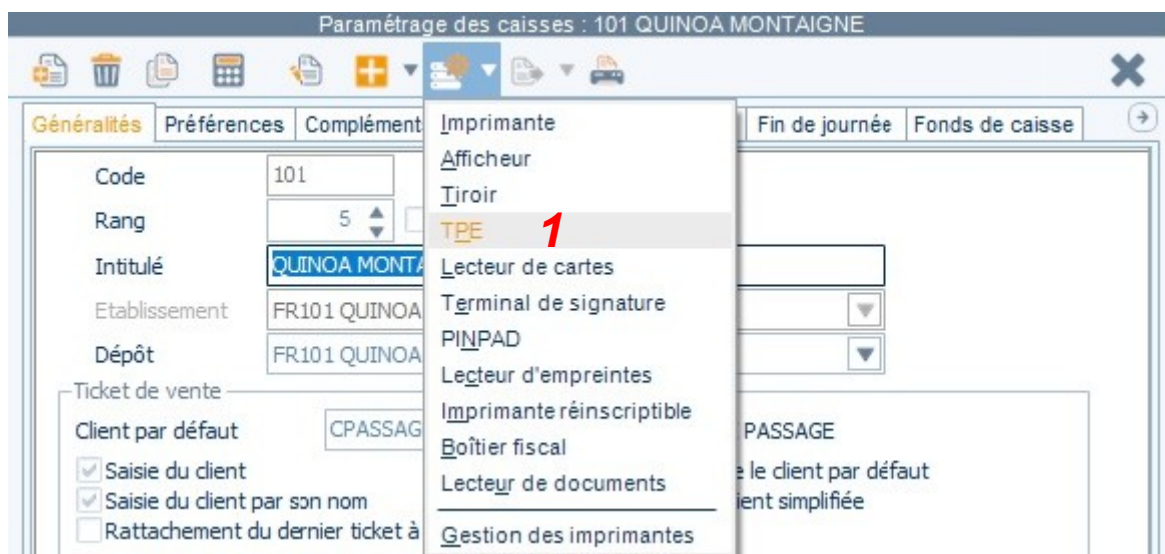 Paramétrage des caisses : 101 QUINOA MONTAIGNE
Généralités Préférences Complément Fin de journée Fonds de caisse
Imprimante
Afficheur
Tiroir
TPE 1
Lecteur de cartes
Terminal de signature
PINPAD
Lecteur d'empreintes
Imprimante réinscriptible
Boîtier fiscal
Lecteur de documents
Gestion des imprimantes
Code 101
Rang 5
Intitulé QUINOA MONTA
Etablissement FR101 QUINOA
Dépôt FR101 QUINOA
Ticket de vente
Client par défaut CPASSAG PASSAGE
Saisie du client le client par défaut
Saisie du client par son nom ient simplifiée
Rattachement du dernier ticket à